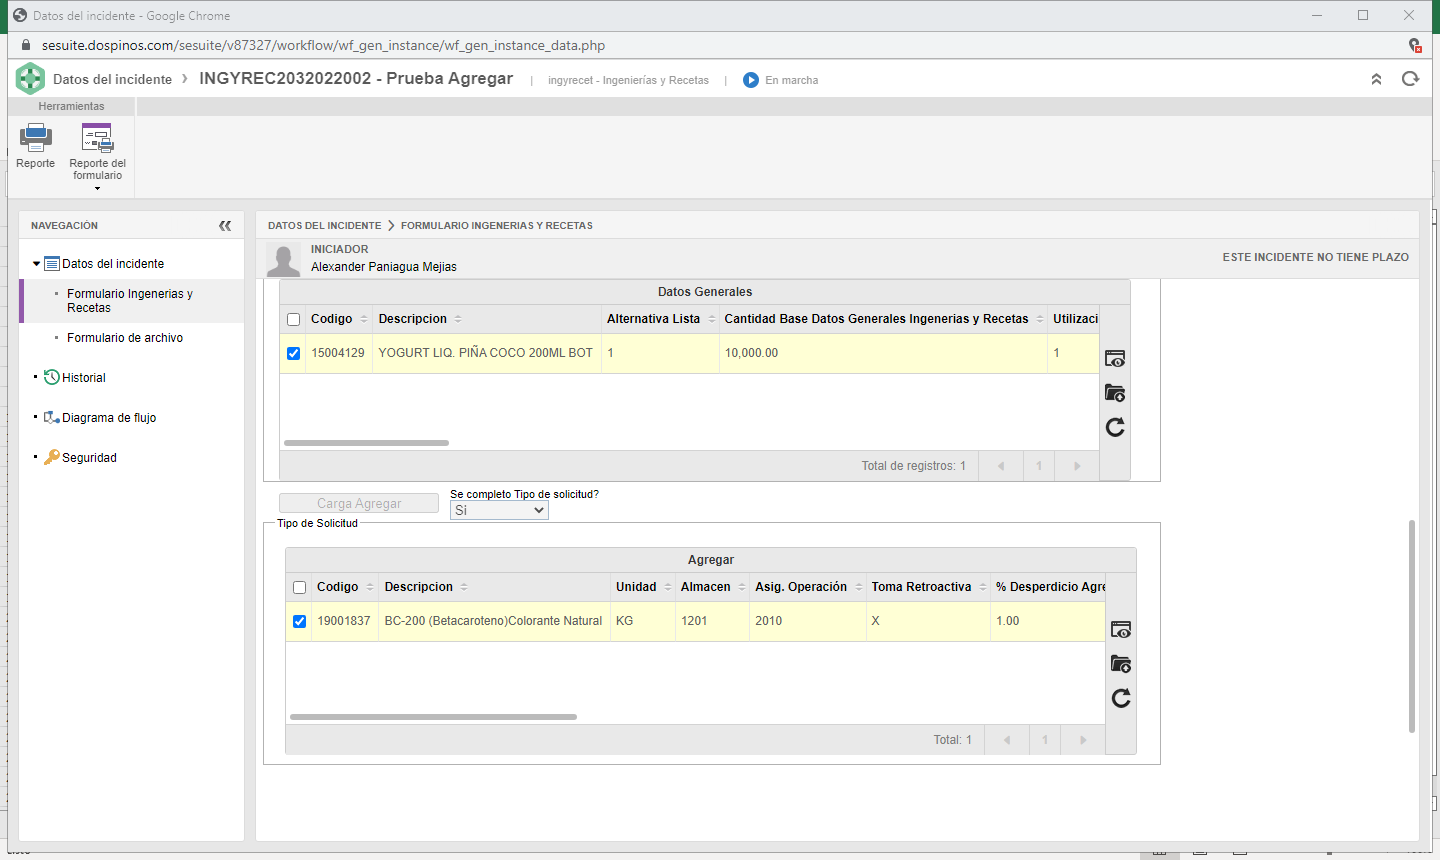 Datos del incidente - Google Chrome
sesuite.dospinos.com/sesuite/v87327/workflow/wf_gen_instance/wf_gen_instance_data.php
Datos del incidente › INGYREC2032022002 - Prueba Agregar | ingyrecet - Ingenierías y Recetas | En marcha
Herramientas
Reporte
Reporte del formulario
NAVEGACIÓN
Datos del incidente
Formulario Ingenerias y
Recetas
Formulario de archivo
Historial
Diagrama de flujo
Seguridad
DATOS DEL INCIDENTE > FORMULARIO INGENERIAS Y RECETAS
INICIADOR
Alexander Paniagua Mejias
ESTE INCIDENTE NO TIENE PLAZO
Datos Generales
Codigo Descripcion Alternativa Lista Cantidad Base Datos Generales Ingenerias y Recetas Utilizaci
15004129 YOGURT LIQ. PIÑA COCO 200ML BOT 1 10,000.00 1
Total de registros: 1 1
Carga Agregar
Se completo Tipo de solicitud?
Si
Tipo de Solicitud
Agregar
Codigo Descripcion Unidad Almacen Asig. Operación Toma Retroactiva % Desperdicio Agre
19001837 BC-200 (Betacaroteno)Colorante Natural KG 1201 2010 X 1.00
Total: 1 1